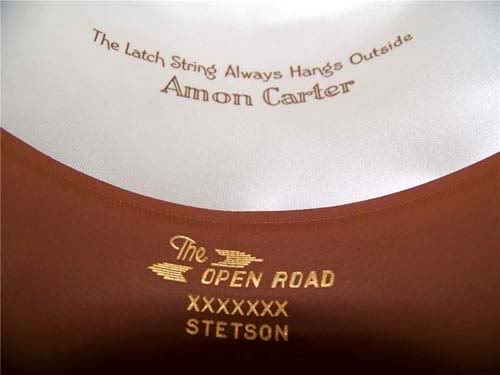 The Latch String Always Hangs Outside
Amon Carter
The
OPEN ROAD
XXXXXXX
STETSON